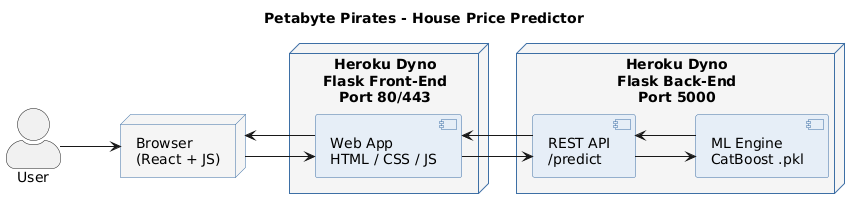 Petabyte Pirates - House Price Predictor
Heroku Dyno
Flask Front-End
Port 80/443
Heroku Dyno
Flask Back-End
Port 5000
User
Browser
(React + JS)
Web App
HTML / CSS / JS
REST API
/predict
ML Engine
CatBoost .pkl